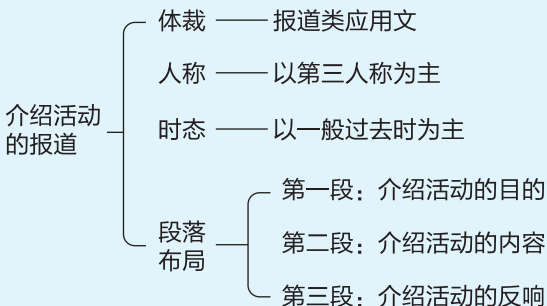 介绍活动
的报道
体裁
报道类应用文
人称
以第三人称为主
时态
以一般过去时为主
段落
布局
第一段：介绍活动的目的
第二段：介绍活动的内容
第三段：介绍活动的反响